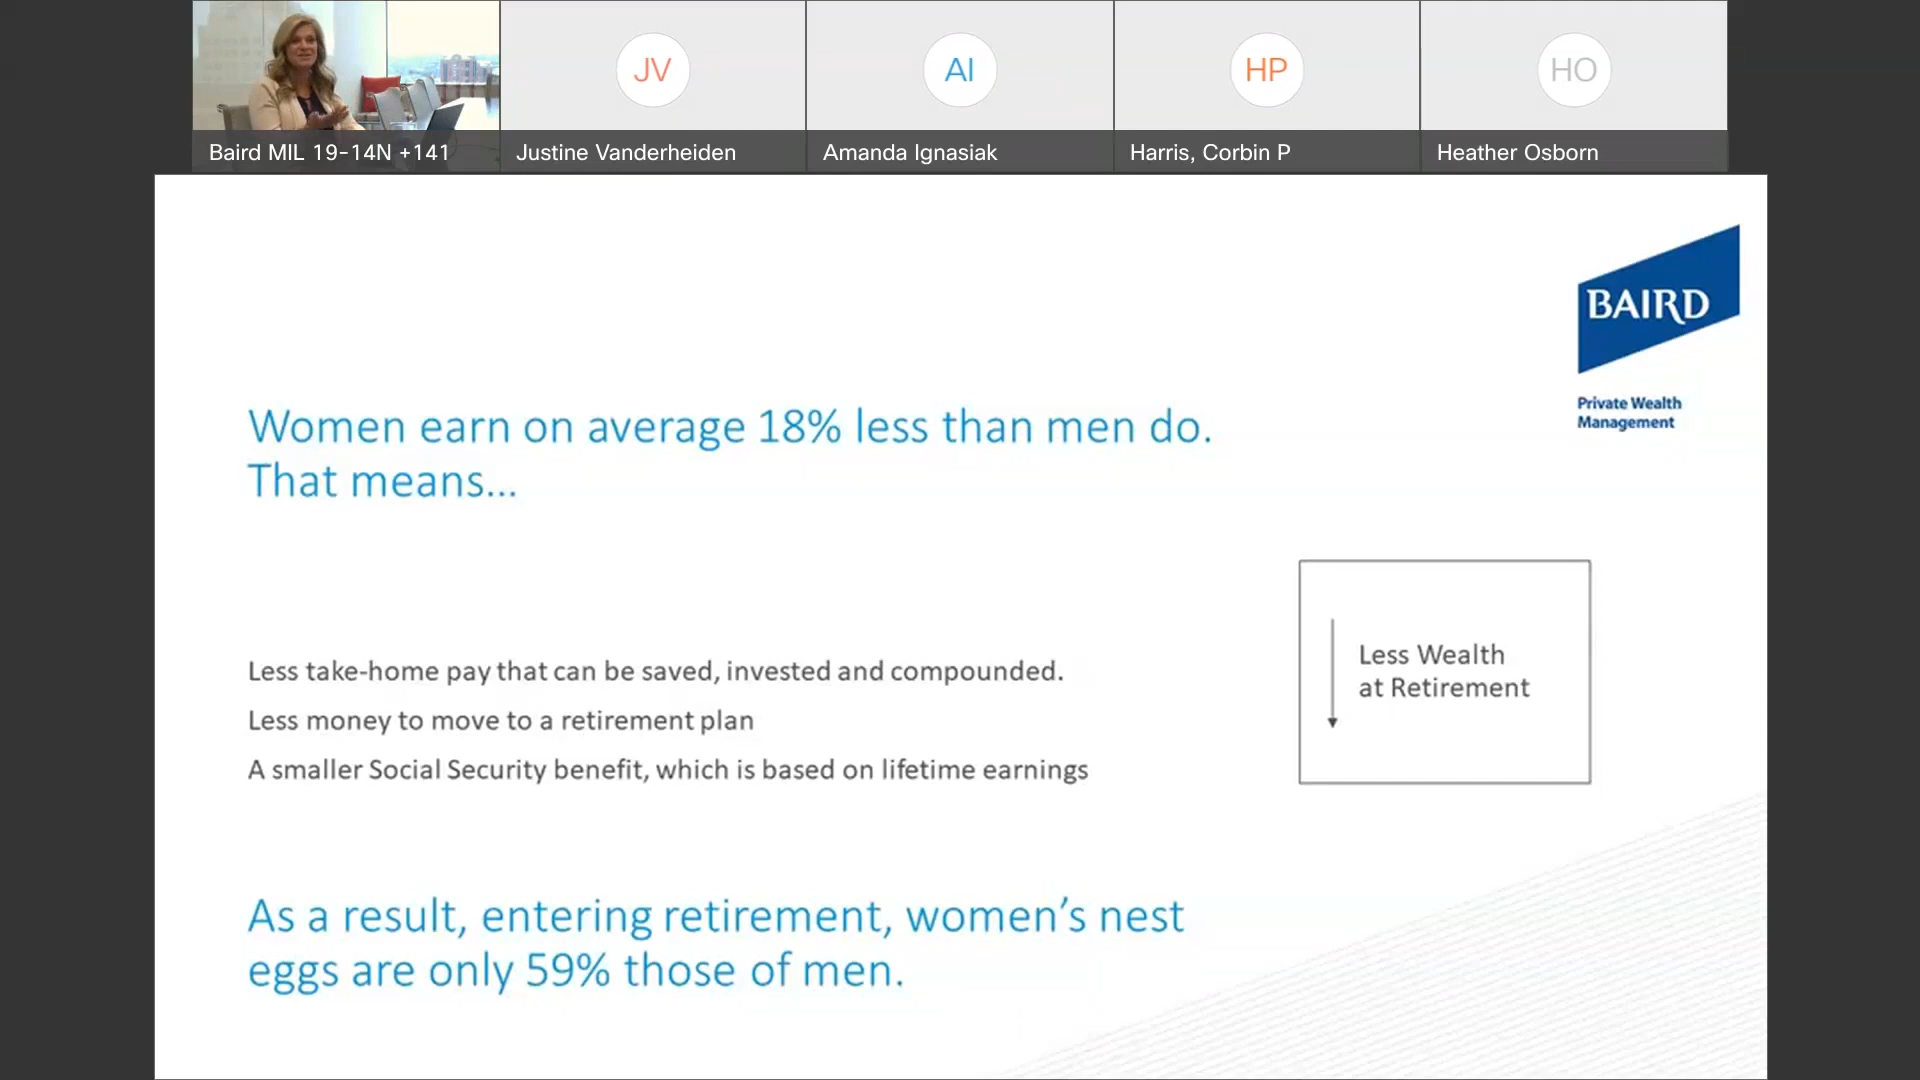 JV
AI
HP
HO
Baird MIL 19-14N +141
Justine Vanderheiden
Amanda Ignasiak
Harris, Corbin P
Heather Osborn
BAIRD
Private Wealth
Management
Women earn on average 18% less than men do.
That means...
Less take-home pay that can be saved, invested and compounded.
Less money to move to a retirement plan
A smaller Social Security benefit, which is based on lifetime earnings
Less Wealth
at Retirement
As a result, entering retirement, women’s nest
eggs are only 59% those of men.